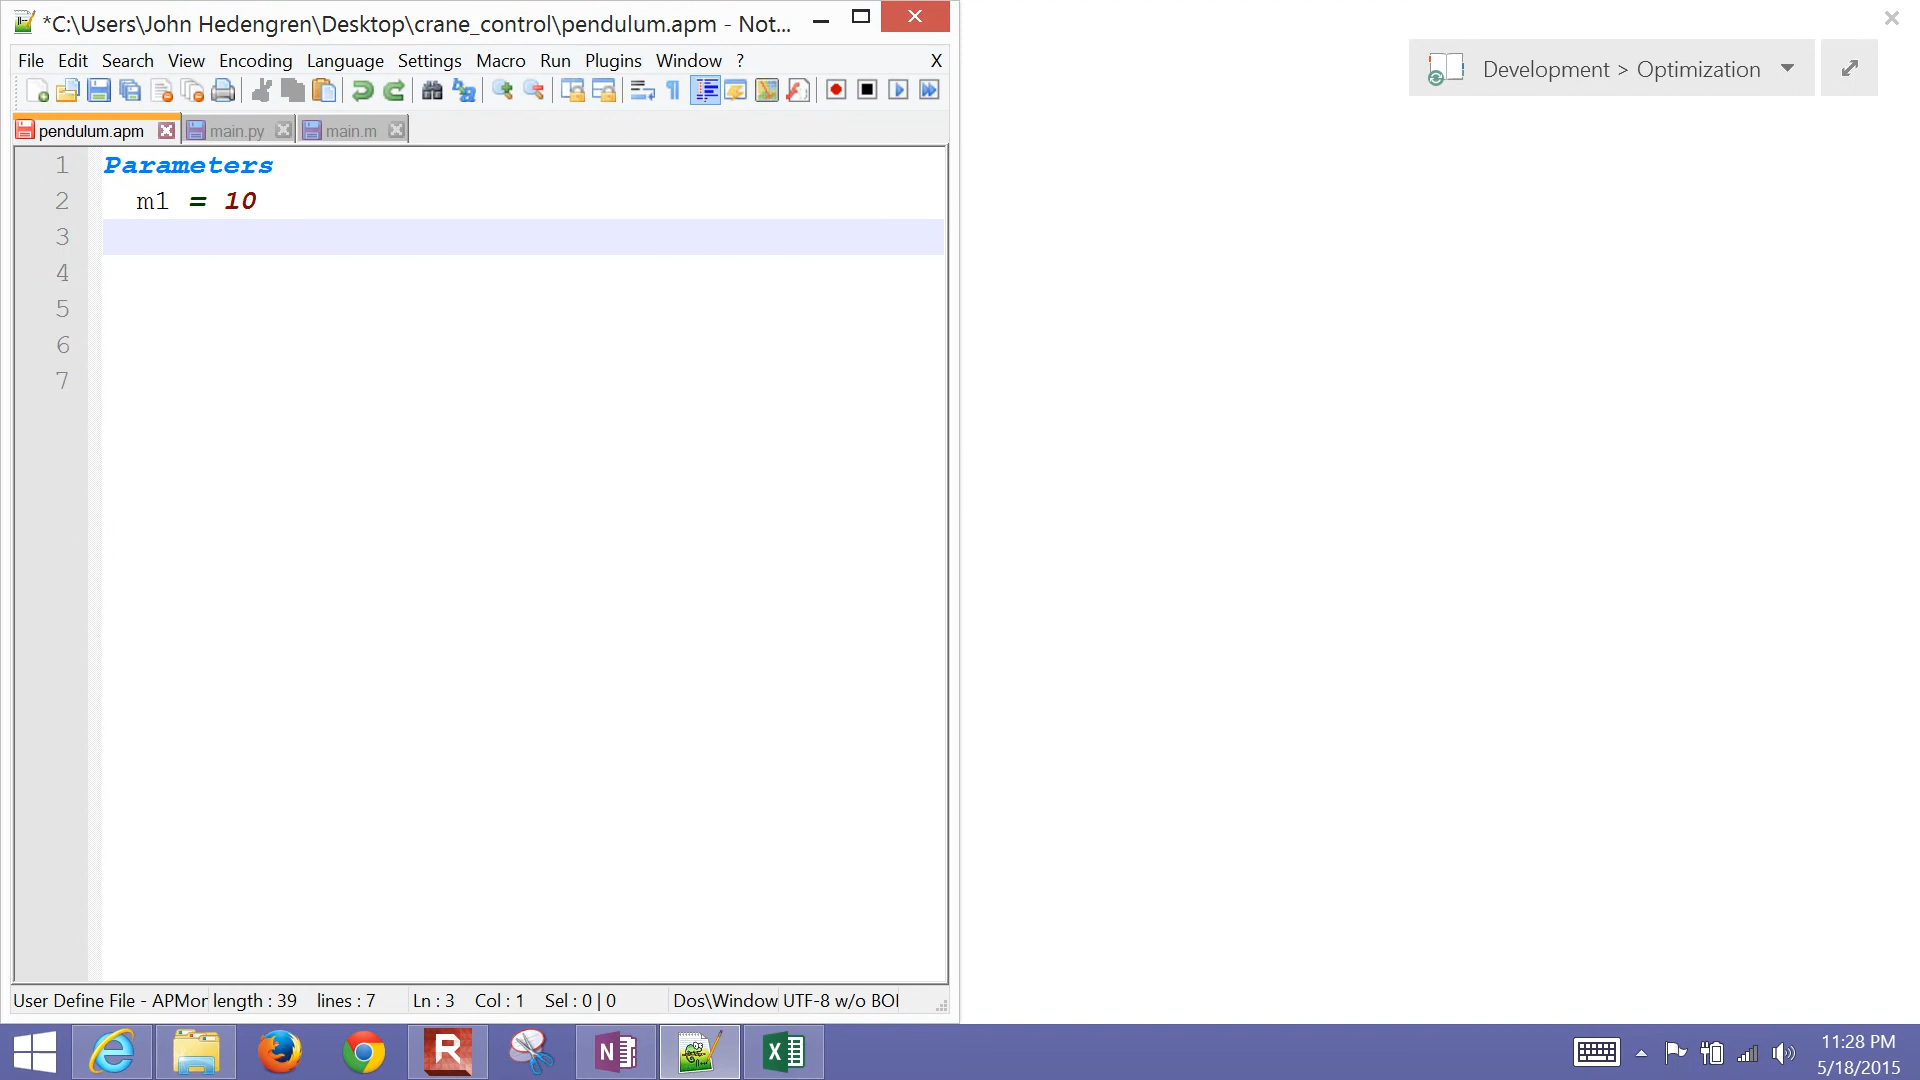 *C:\Users\John Hedengren\Desktop\crane_control\pendulum.apm - Not...
File Edit Search View Encoding Language Settings Macro Run Plugins Window ? X
pendulum.apm main.py main.m
1 Parameters
2 m1 = 10
3
4
5
6
7
User Define File - APMor length : 39 lines : 7 Ln : 3 Col : 1 Sel : 0 | 0 Dos\Window UTF-8 w/o BOI
Development > Optimization
R N X
11:28 PM
5/18/2015